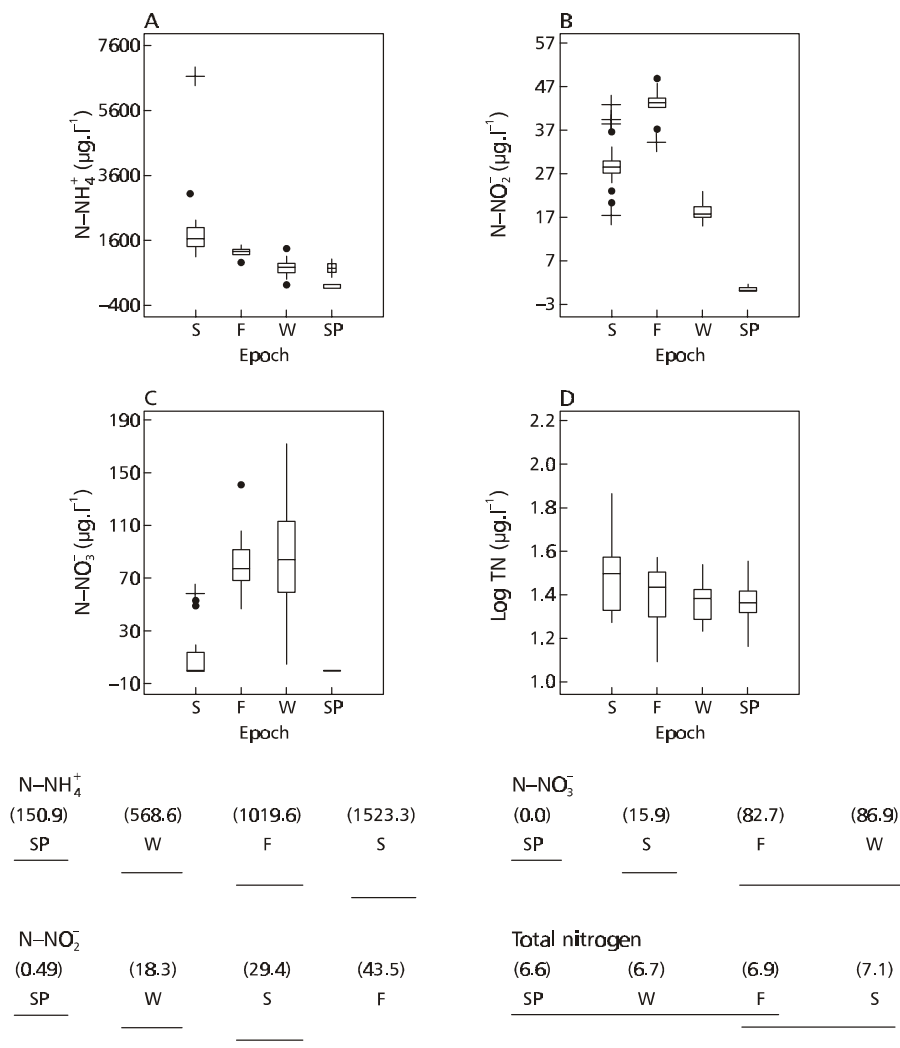 A
7600
5600
3600
1600
−400
N−NH₄⁺ (µg.l⁻¹)
S F W SP
Epoch
B
57
47
37
27
17
7
−3
N−NO₂⁻ (µg.l⁻¹)
S F W SP
Epoch
C
190
150
110
70
30
−10
N−NO₃⁻ (µg.l⁻¹)
S F W SP
Epoch
D
2.2
2.0
1.8
1.6
1.4
1.2
1.0
Log TN (µg.l⁻¹)
S F W SP
Epoch
N−NH₄⁺
(150.9) (568.6) (1019.6) (1523.3)
SP W F S
N−NO₃⁻
(0.0) (15.9) (82.7) (86.9)
SP S F W
N−NO₂⁻
(0.49) (18.3) (29.4) (43.5)
SP W S F
Total nitrogen
(6.6) (6.7) (6.9) (7.1)
SP W F S